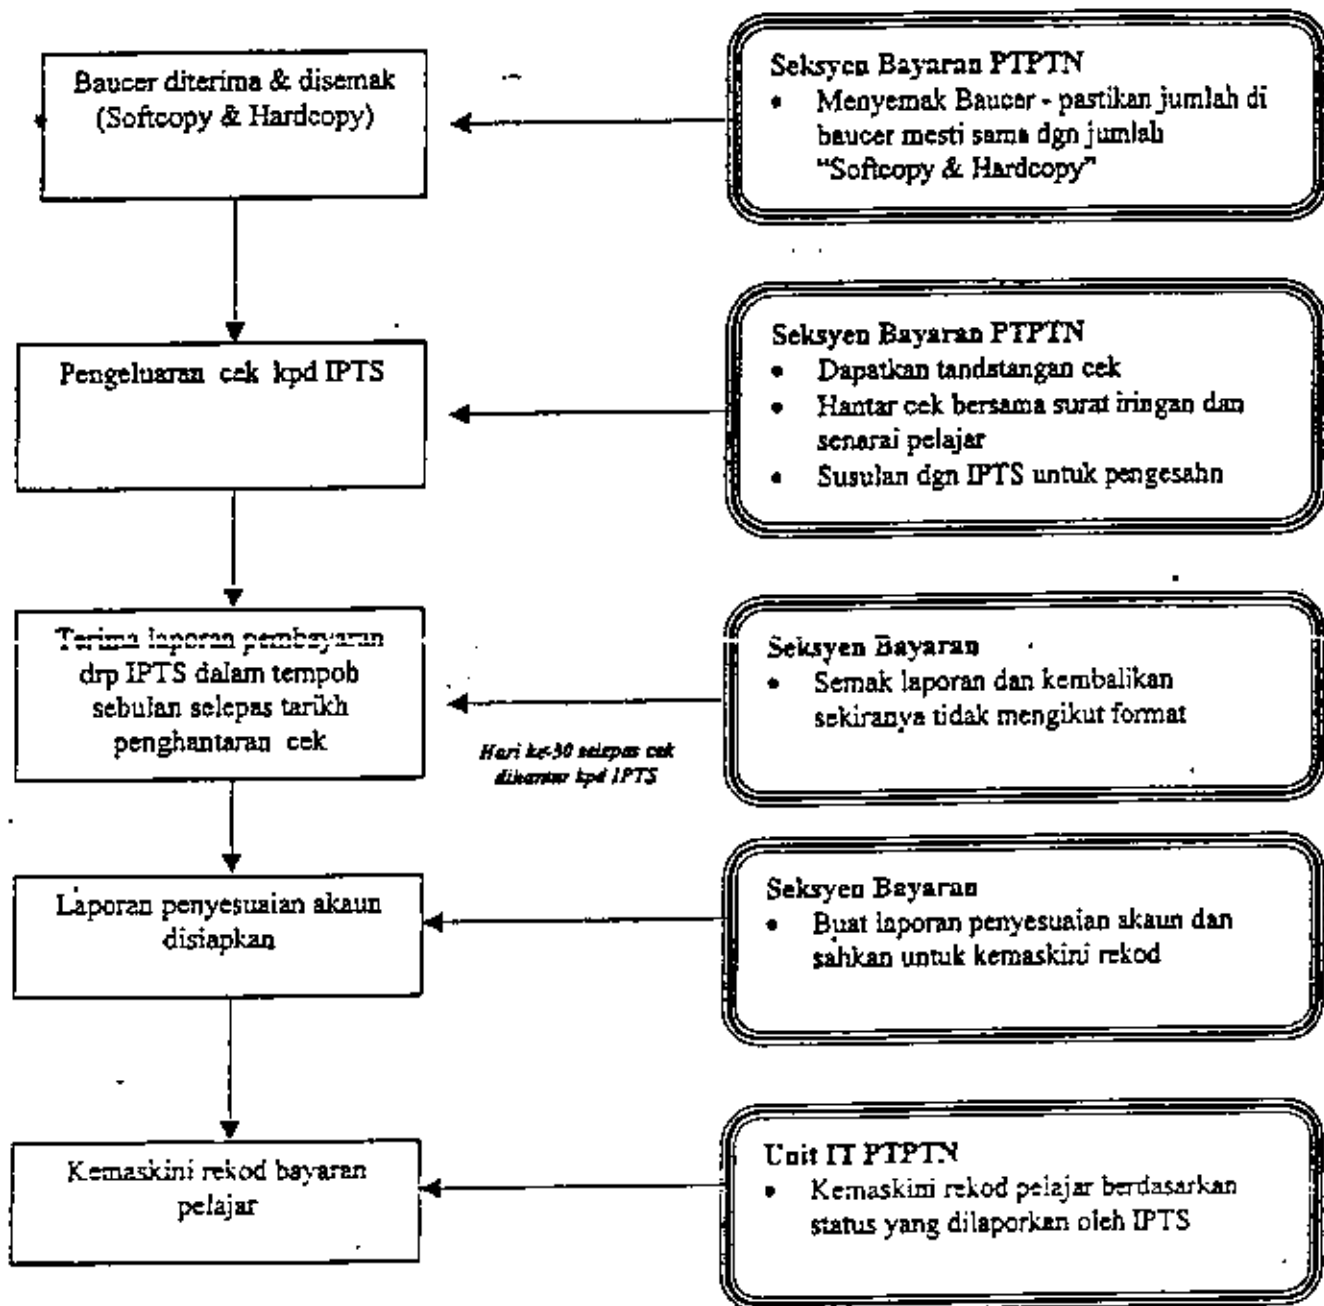 Baucer diterima & disemak
(Softcopy & Hardcopy)
Seksyen Bayaran PTPTN
• Menyemak Baucer - pastikan jumlah di
baucer mesti sama dgn jumlah
“Softcopy & Hardcopy”
Pengeluaran cek kpd IPTS
Seksyen Bayaran PTPTN
• Dapatkan tandatangan cek
• Hantar cek bersama surat iringan dan
senarai pelajar
• Susulan dgn IPTS untuk pengesahn
Terima laporan pembayaran
drp IPTS dalam tempoh
sebulan selepas tarikh
penghantaran cek
Hari ke-30 selepas cek
dihantar kpd IPTS
Seksyen Bayaran
• Semak laporan dan kembalikan
sekiranya tidak mengikut format
Laporan penyesuaian akaun
disiapkan
Seksyen Bayaran
• Buat laporan penyesuaian akaun dan
sahkan untuk kemaskini rekod
Kemaskini rekod bayaran
pelajar
Unit IT PTPTN
• Kemaskini rekod pelajar berdasarkan
status yang dilaporkan oleh IPTS